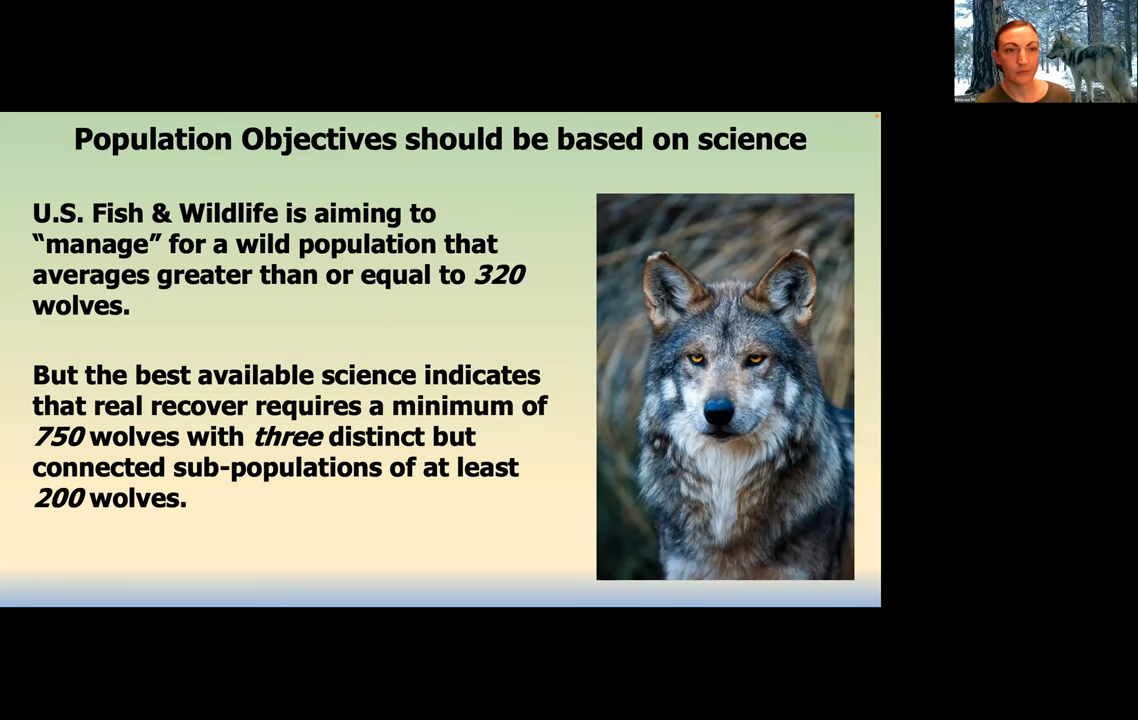 Population Objectives should be based on science
U.S. Fish & Wildlife is aiming to
“manage” for a wild population that
averages greater than or equal to 320
wolves.
But the best available science indicates
that real recover requires a minimum of
750 wolves with three distinct but
connected sub-populations of at least
200 wolves.